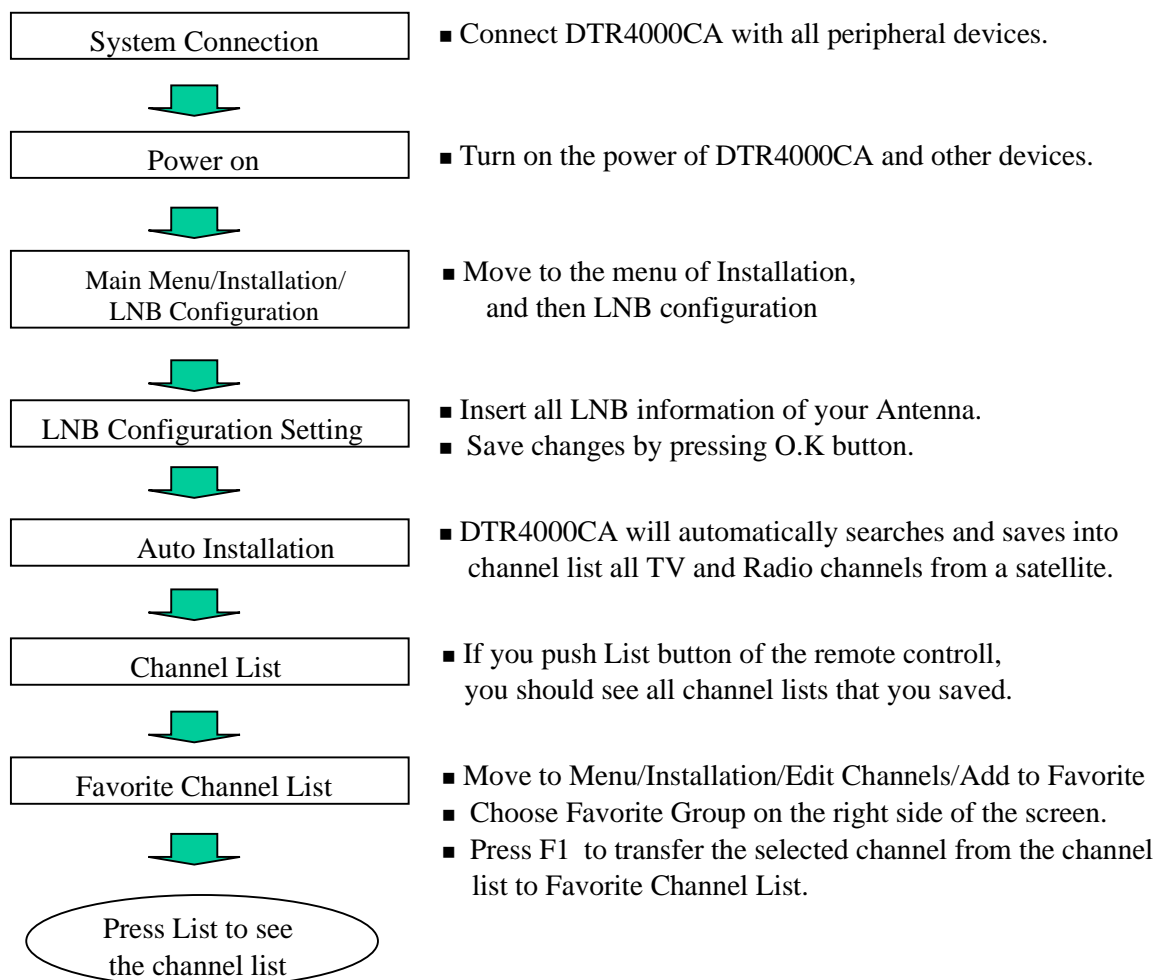 System Connection
■ Connect DTR4000CA with all peripheral devices.
Power on
■ Turn on the power of DTR4000CA and other devices.
Main Menu/Installation/
LNB Configuration
■ Move to the menu of Installation,
and then LNB configuration
LNB Configuration Setting
■ Insert all LNB information of your Antenna.
■ Save changes by pressing O.K button.
Auto Installation
■ DTR4000CA will automatically searches and saves into
channel list all TV and Radio channels from a satellite.
Channel List
■ If you push List button of the remote controll,
you should see all channel lists that you saved.
Favorite Channel List
■ Move to Menu/Installation/Edit Channels/Add to Favorite
■ Choose Favorite Group on the right side of the screen.
■ Press F1 to transfer the selected channel from the channel
list to Favorite Channel List.
Press List to see
the channel list